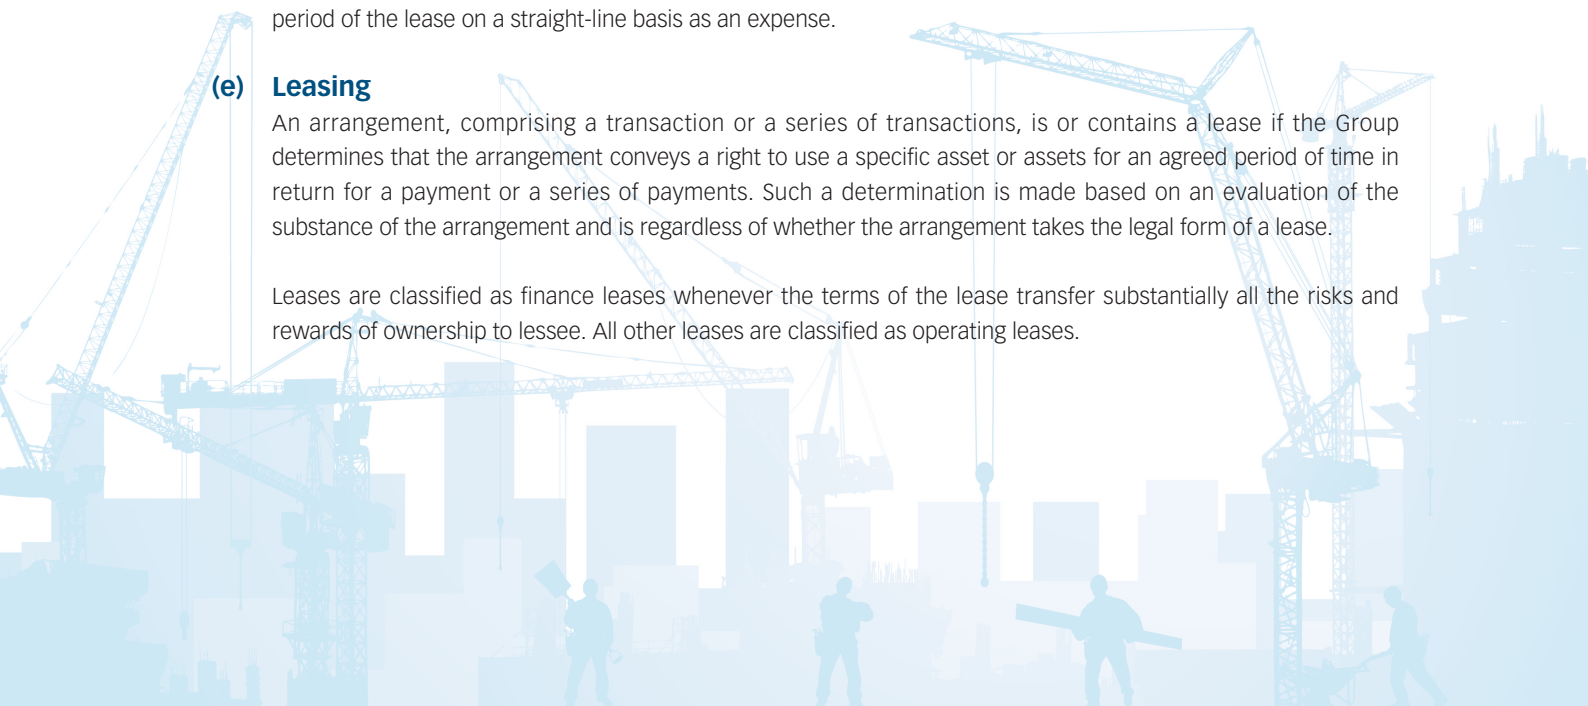 period of the lease on a straight-line basis as an expense.
(e) Leasing
An arrangement, comprising a transaction or a series of transactions, is or contains a lease if the Group
determines that the arrangement conveys a right to use a specific asset or assets for an agreed period of time in
return for a payment or a series of payments. Such a determination is made based on an evaluation of the
substance of the arrangement and is regardless of whether the arrangement takes the legal form of a lease.
Leases are classified as finance leases whenever the terms of the lease transfer substantially all the risks and
rewards of ownership to lessee. All other leases are classified as operating leases.